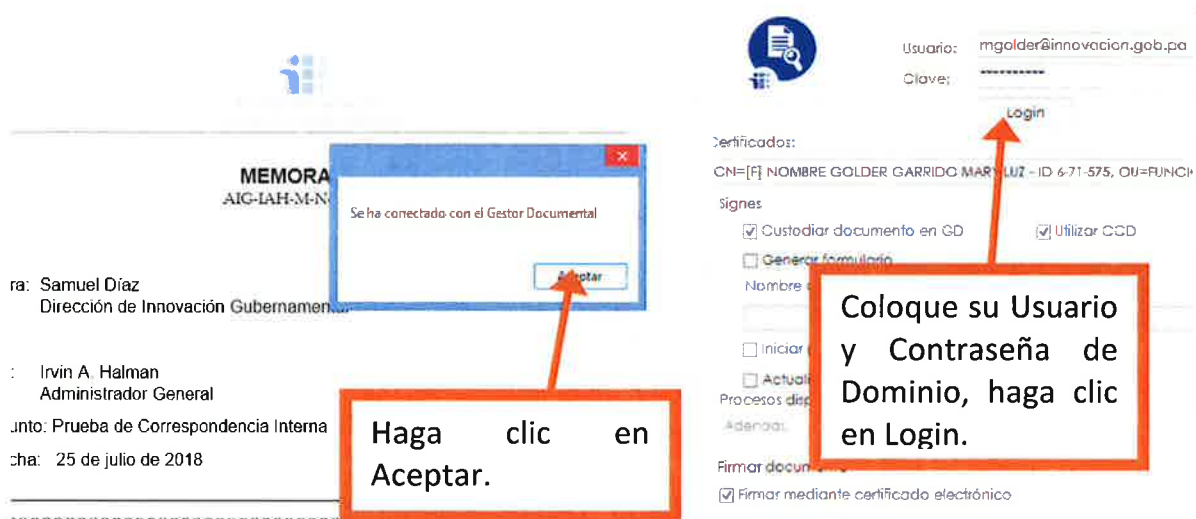 MEMORA
AIG-IAH-M-N
Se ha conectado con el Gestor Documental
Aceptar
ra: Samuel Díaz
Dirección de Innovación Gubernamen
: Irvin A. Halman
Administrador General
unto: Prueba de Correspondencia Interna
cha: 25 de julio de 2018
Haga clic en
Aceptar.
Usuario: mgolder@innovacion.gob.pa
Clave: **********
Login
Certificados:
CN=[F] NOMBRE GOLDER GARRIDO MARYLUZ - ID 6-71-575, OU=FUNCI
Signes
Custodiar documento en GD
Utilizar CCD
Generar formulario
Nombre
Iniciar
Actuali
Procesos disp
Adendas
Firmar docum
Firmar mediante certificado electrónico
Coloque su Usuario
y Contraseña de
Dominio, haga clic
en Login.